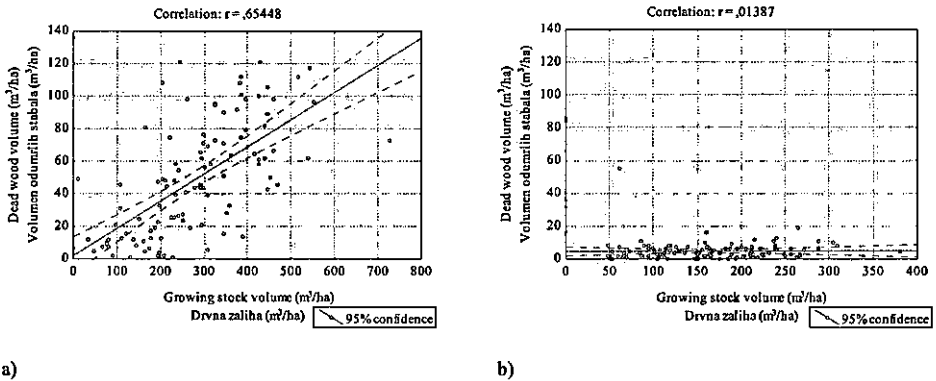 Correlation: r = ,65448
140
120
100
80
60
40
20
0
0 100 200 300 400 500 600 700 800
Dead wood volume (m³/ha)
Volumen odumrlih stabala (m³/ha)
Growing stock volume (m³/ha)
Drvna zaliha (m³/ha)
95% confidence
a)
Correlation: r = ,01387
140
120
100
80
60
40
20
0
0 50 100 150 200 250 300 350 400
Dead wood volume (m³/ha)
Volumen odumrlih stabala (m³/ha)
Growing stock volume (m³/ha)
Drvna zaliha (m³/ha)
95% confidence
b)